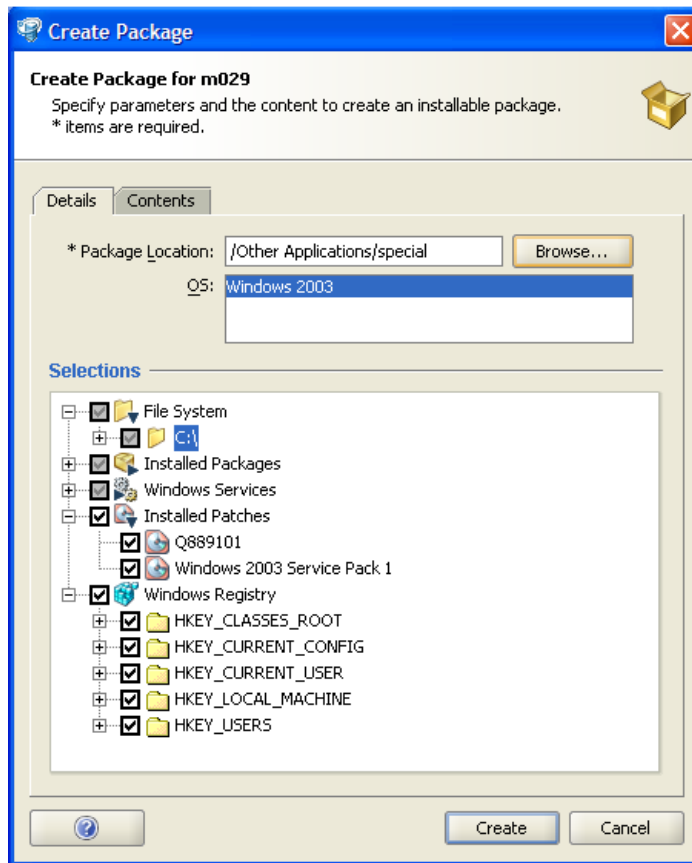 Create Package
Create Package for m029
Specify parameters and the content to create an installable package.
* items are required.
Details Contents
* Package Location: /Other Applications/special Browse...
OS: Windows 2003
Selections
File System
C:\
Installed Packages
Windows Services
Installed Patches
Q889101
Windows 2003 Service Pack 1
Windows Registry
HKEY_CLASSES_ROOT
HKEY_CURRENT_CONFIG
HKEY_CURRENT_USER
HKEY_LOCAL_MACHINE
HKEY_USERS
? Create Cancel